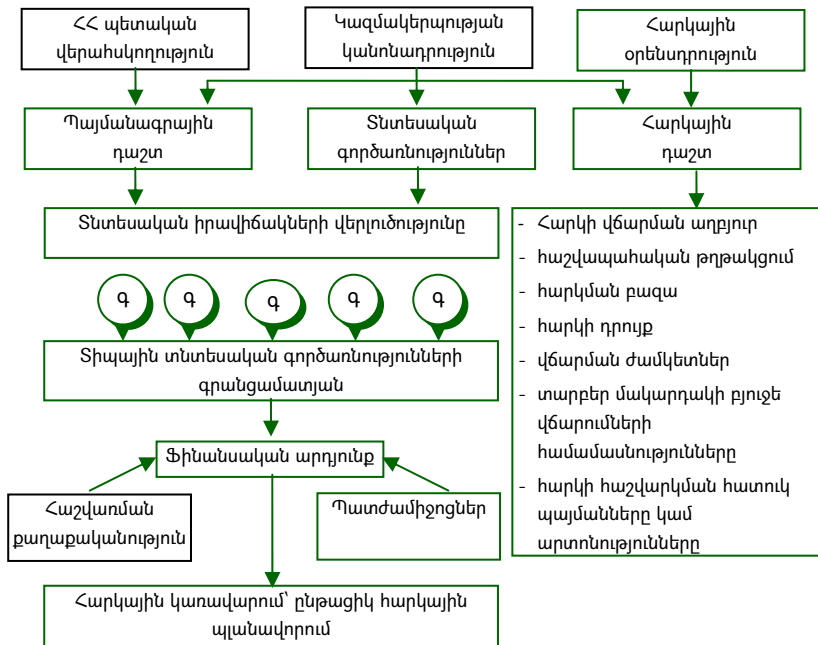 ՀՀ պետական
վերահսկողություն
Կազմակերպության
կանոնադրություն
Հարկային
օրենսդրություն
Պայմանագրային
դաշտ
Տնտեսական
գործառնություններ
Հարկային
դաշտ
Տնտեսական իրավիճակների վերլուծությունը
Գ
Գ
Գ
Գ
Գ
Տիպային տնտեսական գործառնությունների
գրանցամատյան
Ֆինանսական արդյունք
Հաշվառման
քաղաքականություն
Պատժամիջոցներ
Հարկային կառավարում՝ ընթացիկ հարկային
պլանավորում
- Հարկի վճարման աղբյուր
- հաշվապահական թղթակցում
- հարկման բազա
- հարկի դրույք
- վճարման ժամկետներ
- տարբեր մակարդակի բյուջե
վճարումների
համամասնությունները
- հարկի հաշվարկման հատուկ
պայմանները կամ
արտոնությունները